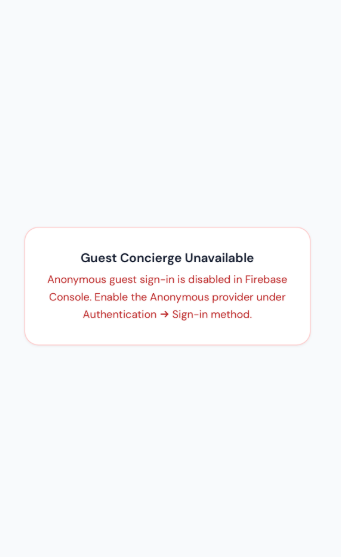 Guest Concierge Unavailable
Anonymous guest sign-in is disabled in Firebase
Console. Enable the Anonymous provider under
Authentication → Sign-in method.